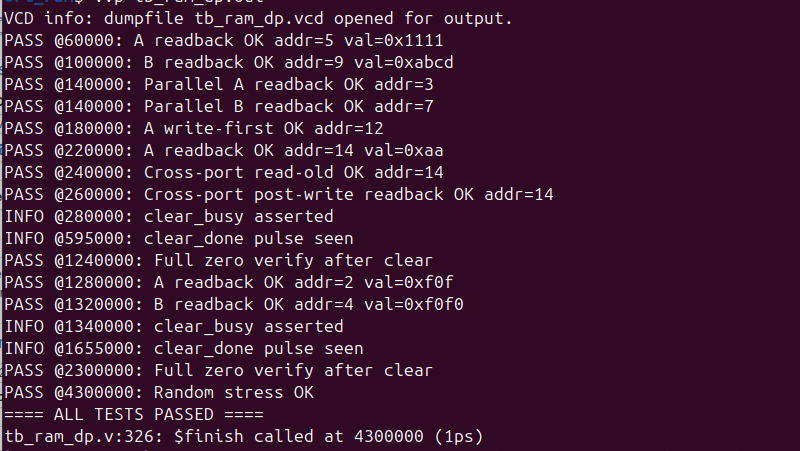 VCD info: dumpfile tb_ram_dp.vcd opened for output.
PASS @60000: A readback OK addr=5 val=0x1111
PASS @100000: B readback OK addr=9 val=0xabcd
PASS @140000: Parallel A readback OK addr=3
PASS @140000: Parallel B readback OK addr=7
PASS @180000: A write-first OK addr=12
PASS @220000: A readback OK addr=14 val=0xaa
PASS @240000: Cross-port read-old OK addr=14
PASS @260000: Cross-port post-write readback OK addr=14
INFO @280000: clear_busy asserted
INFO @595000: clear_done pulse seen
PASS @1240000: Full zero verify after clear
PASS @1280000: A readback OK addr=2 val=0xf0f
PASS @1320000: B readback OK addr=4 val=0xf0f0
INFO @1340000: clear_busy asserted
INFO @1655000: clear_done pulse seen
PASS @2300000: Full zero verify after clear
PASS @4300000: Random stress OK
==== ALL TESTS PASSED ====
tb_ram_dp.v:326: $finish called at 4300000 (1ps)